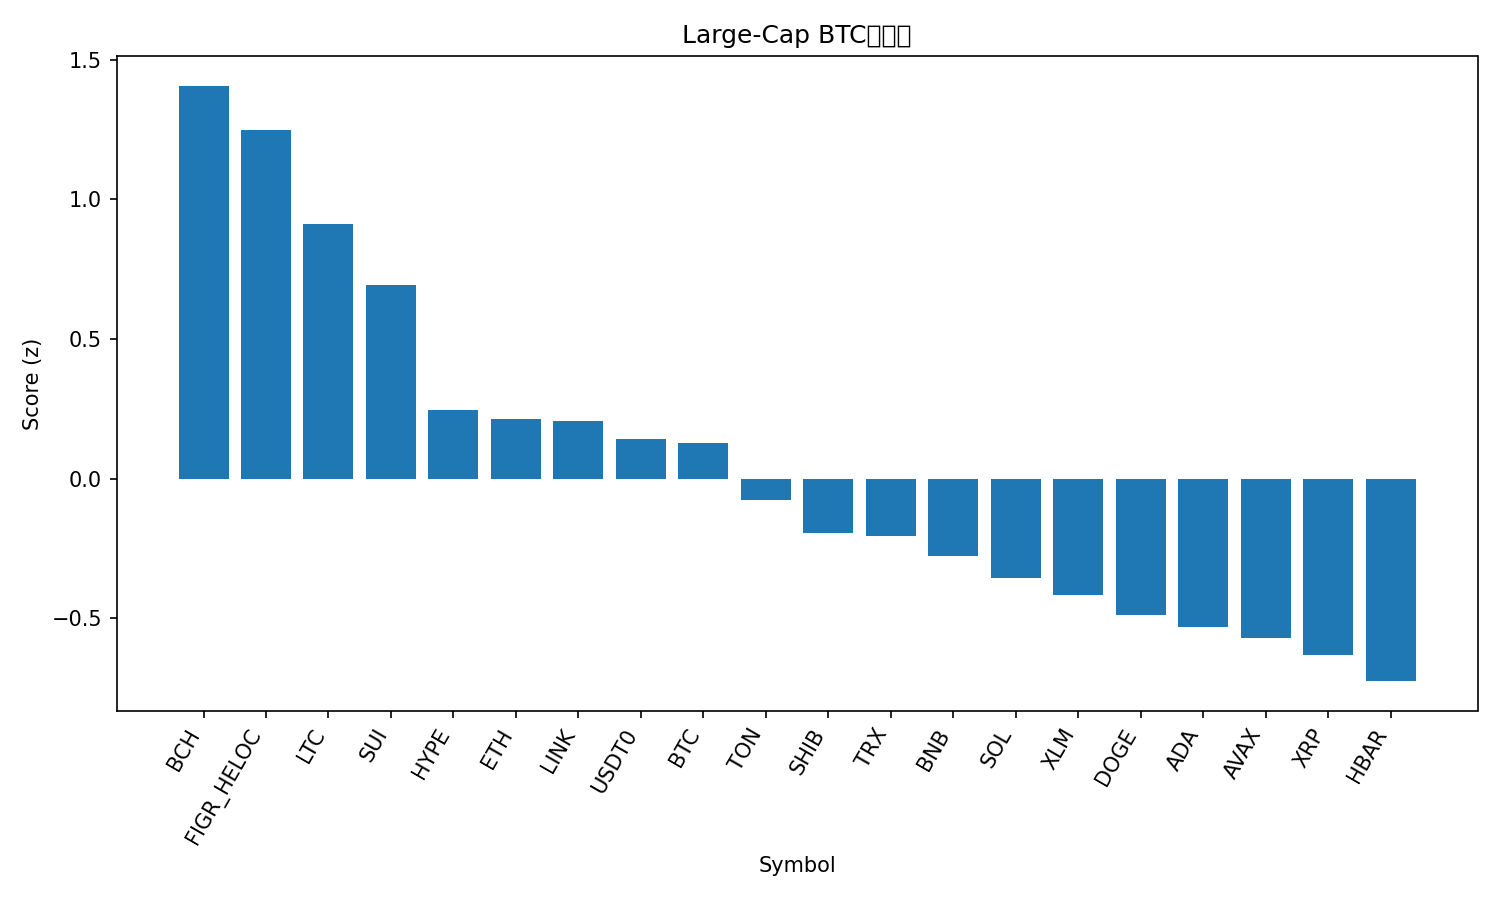 Large-Cap BTC
1.5
1.0
0.5
0.0
−0.5
Score (z)
BCH
FIGR_HELOC
LTC
SUI
HYPE
ETH
LINK
USDT0
BTC
TON
SHIB
TRX
BNB
SOL
XLM
DOGE
ADA
AVAX
XRP
HBAR
Symbol